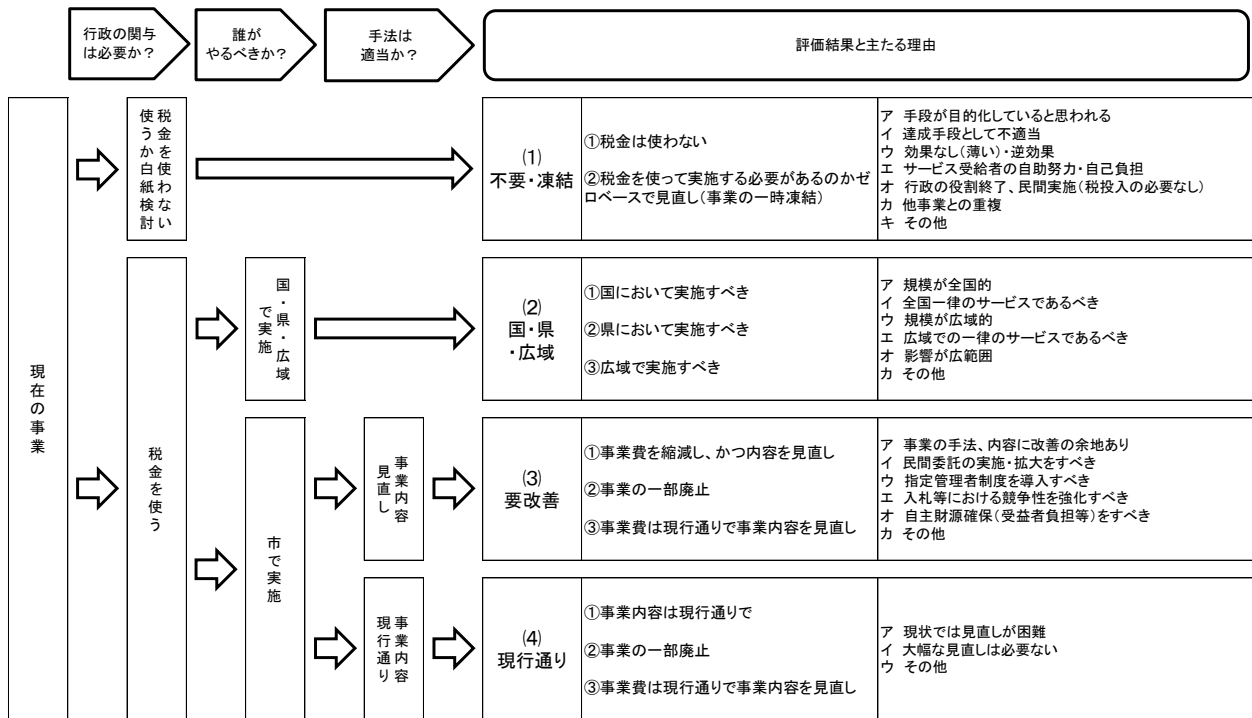 行政の関与
は必要か？
誰が
やるべきか？
手法は
適当か？
評価結果と主たる理由
現在の事業
税金を使わない
使うか白紙検討
⑴
不要・凍結
①税金は使わない
②税金を使って実施する必要があるのかゼ
ロベースで見直し（事業の一時凍結）
ア 手段が目的化していると思われる
イ 達成手段として不適当
ウ 効果なし（薄い）・逆効果
エ サービス受給者の自助努力・自己負担
オ 行政の役割終了、民間実施（税投入の必要なし）
カ 他事業との重複
キ その他
税金を使う
国・県・広域
で実施
⑵
国・県
・広域
①国において実施すべき
②県において実施すべき
③広域で実施すべき
ア 規模が全国的
イ 全国一律のサービスであるべき
ウ 規模が広域的
エ 広域での一律のサービスであるべき
オ 影響が広範囲
カ その他
市で実施
事業内容
見直し
⑶
要改善
①事業費を縮減し、かつ内容を見直し
②事業の一部廃止
③事業費は現行通りで事業内容を見直し
ア 事業の手法、内容に改善の余地あり
イ 民間委託の実施・拡大をすべき
ウ 指定管理者制度を導入すべき
エ 入札等における競争性を強化すべき
オ 自主財源確保（受益者負担等）をすべき
カ その他
事業内容
現行通り
⑷
現行通り
①事業内容は現行通りで
②事業の一部廃止
③事業費は現行通りで事業内容を見直し
ア 現状では見直しが困難
イ 大幅な見直しは必要ない
ウ その他